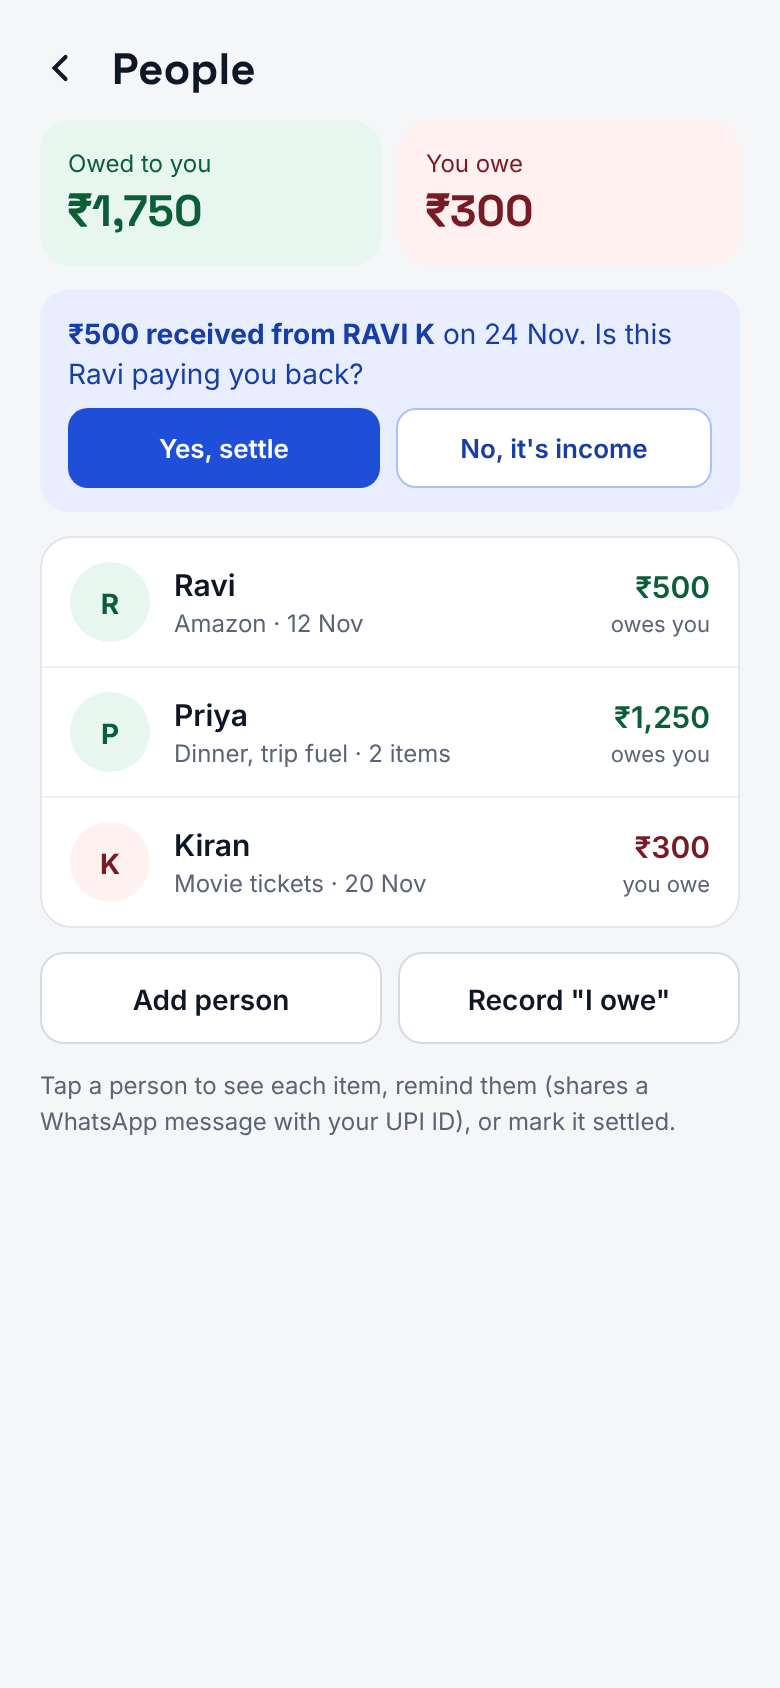 People
Owed to you
₹1,750
You owe
₹300
₹500 received from RAVI K on 24 Nov. Is this
Ravi paying you back?
Yes, settle
No, it's income
R
Ravi
Amazon · 12 Nov
₹500
owes you
P
Priya
Dinner, trip fuel · 2 items
₹1,250
owes you
K
Kiran
Movie tickets · 20 Nov
₹300
you owe
Add person
Record "I owe"
Tap a person to see each item, remind them (shares a
WhatsApp message with your UPI ID), or mark it settled.